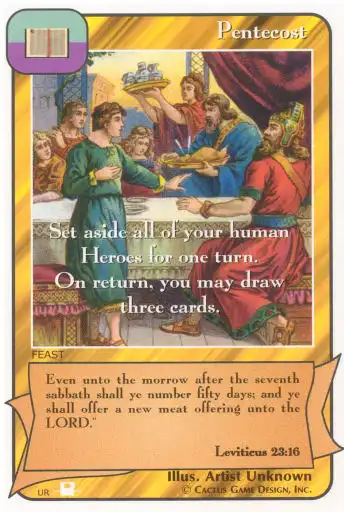 Pentecost
Set aside all of your human
Heroes for one turn.
On return, you may draw
three cards.
FEAST
Even unto the morrow after the seventh
sabbath shall ye number fifty days; and ye
shall offer a new meat offering unto the
LORD."
Leviticus 23:16
Illus. Artist Unknown
UR
© CACTUS GAME DESIGN, INC.